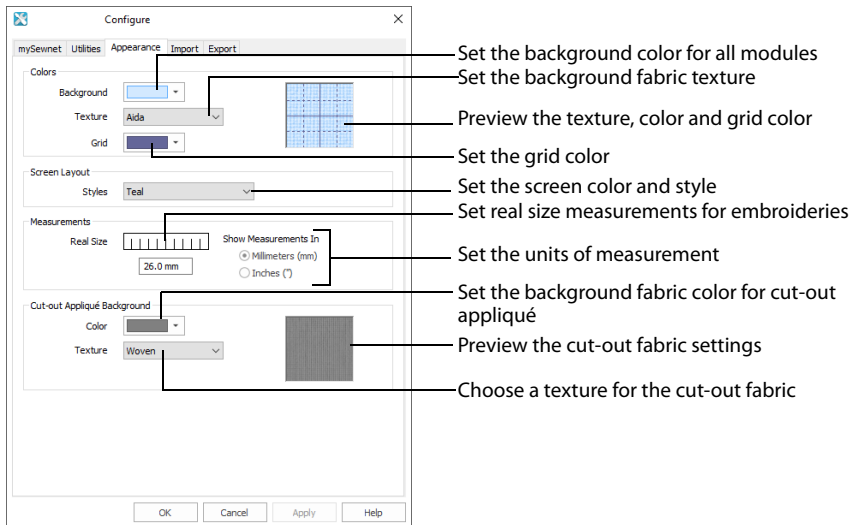 Configure
mySewnet Utilities Appearance Import Export
Colors
Background
Texture Aida
Grid
Screen Layout
Styles Teal
Measurements
Real Size
26.0 mm
Show Measurements In
Millimeters (mm)
Inches (")
Cut-out Appliqué Background
Color
Texture Woven
OK Cancel Apply Help
Set the background color for all modules
Set the background fabric texture
Preview the texture, color and grid color
Set the grid color
Set the screen color and style
Set real size measurements for embroideries
Set the units of measurement
Set the background fabric color for cut-out
appliqué
Preview the cut-out fabric settings
Choose a texture for the cut-out fabric